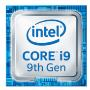 intel
CORE i9
9th Gen